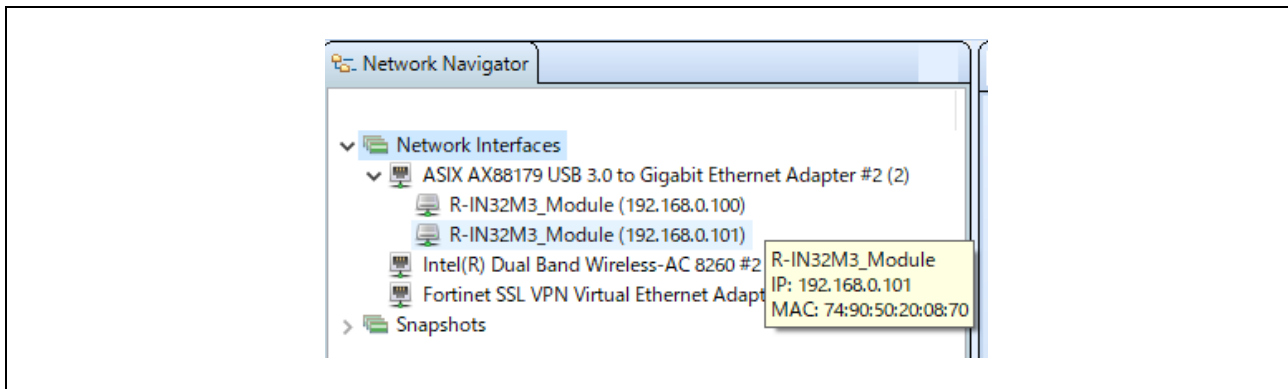 Network Navigator
Network Interfaces
ASIX AX88179 USB 3.0 to Gigabit Ethernet Adapter #2 (2)
R-IN32M3_Module (192.168.0.100)
R-IN32M3_Module (192.168.0.101)
Intel(R) Dual Band Wireless-AC 8260 #2
Fortinet SSL VPN Virtual Ethernet Adapt
Snapshots
R-IN32M3_Module
IP: 192.168.0.101
MAC: 74:90:50:20:08:70